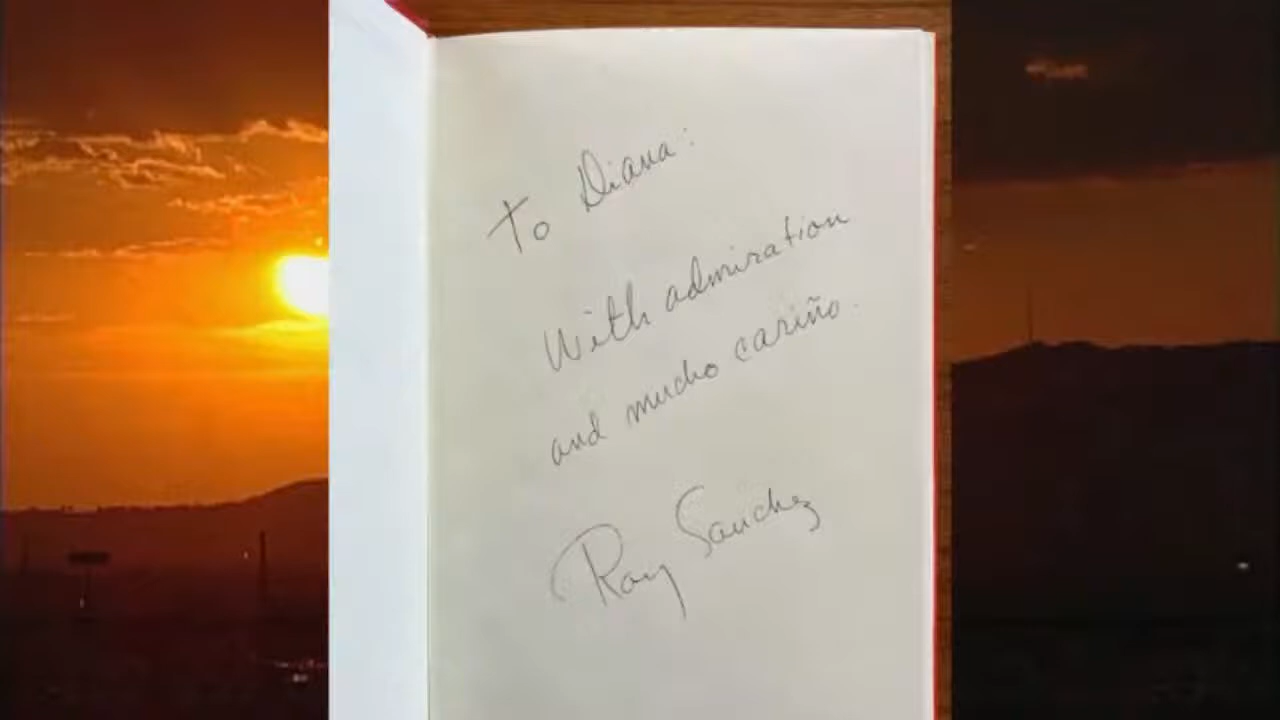 To Diana:
With admiration
and mucho cariño.
Ray Sanchez